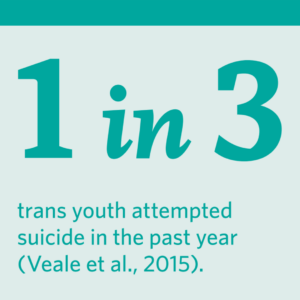 1 in 3
trans youth attempted
suicide in the past year
(Veale et al., 2015).